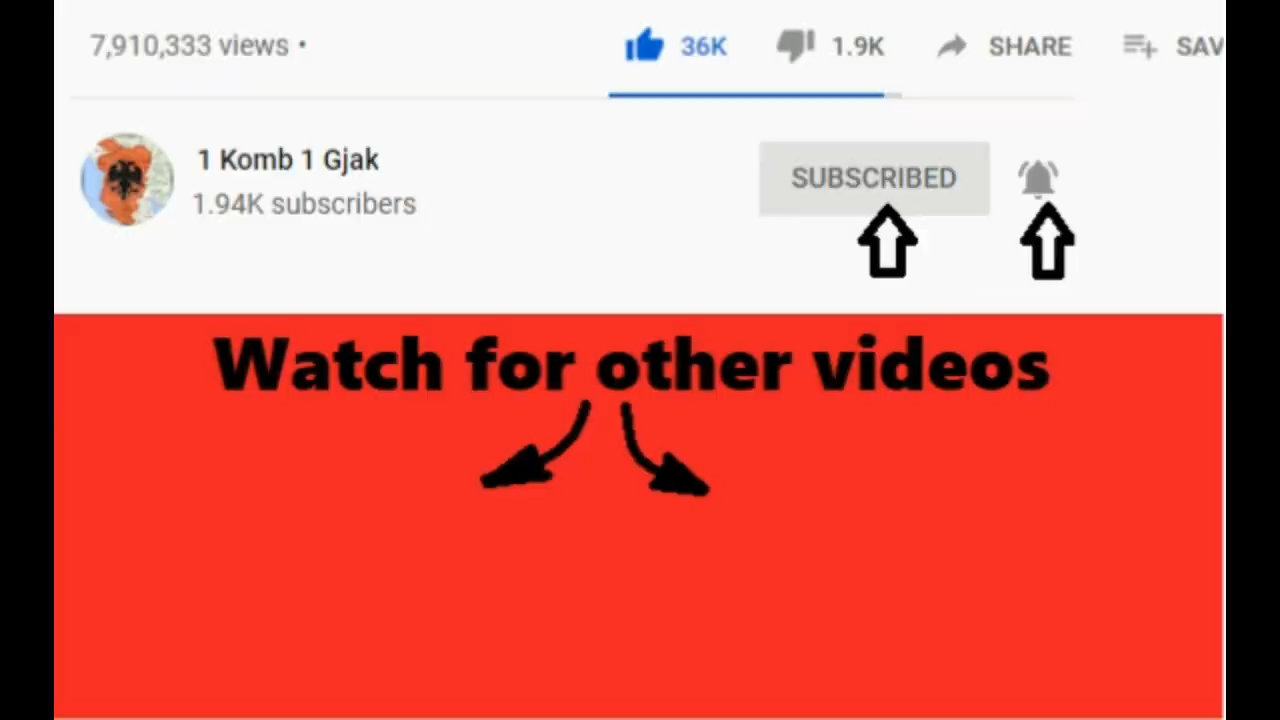 7,910,333 views •
36K
1.9K
SHARE
SAV
1 Komb 1 Gjak
1.94K subscribers
SUBSCRIBED
Watch for other videos